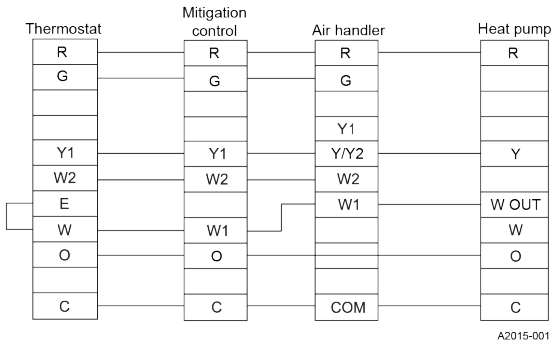 Thermostat
Mitigation
control
Air handler
Heat pump
R R R R
G G G
Y1
Y1 Y1 Y/Y2 Y
W2 W2 W2
E W1 W OUT
W W1 W
O O O
C C COM C
A2015-001